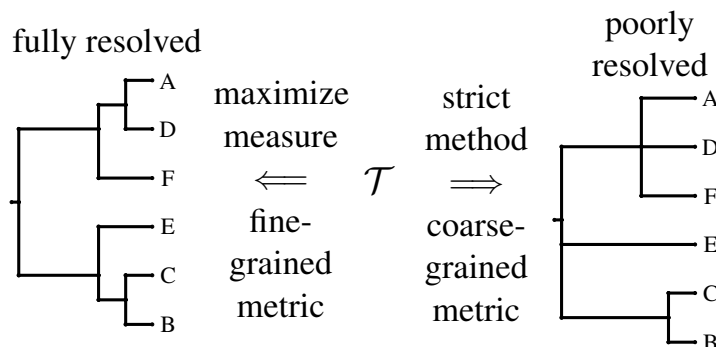 fully resolved
A
D
F
E
C
B
maximize
measure
⟸
fine-
grained
metric
𝒯
strict
method
⟹
coarse-
grained
metric
poorly
resolved
A
D
F
E
C
B